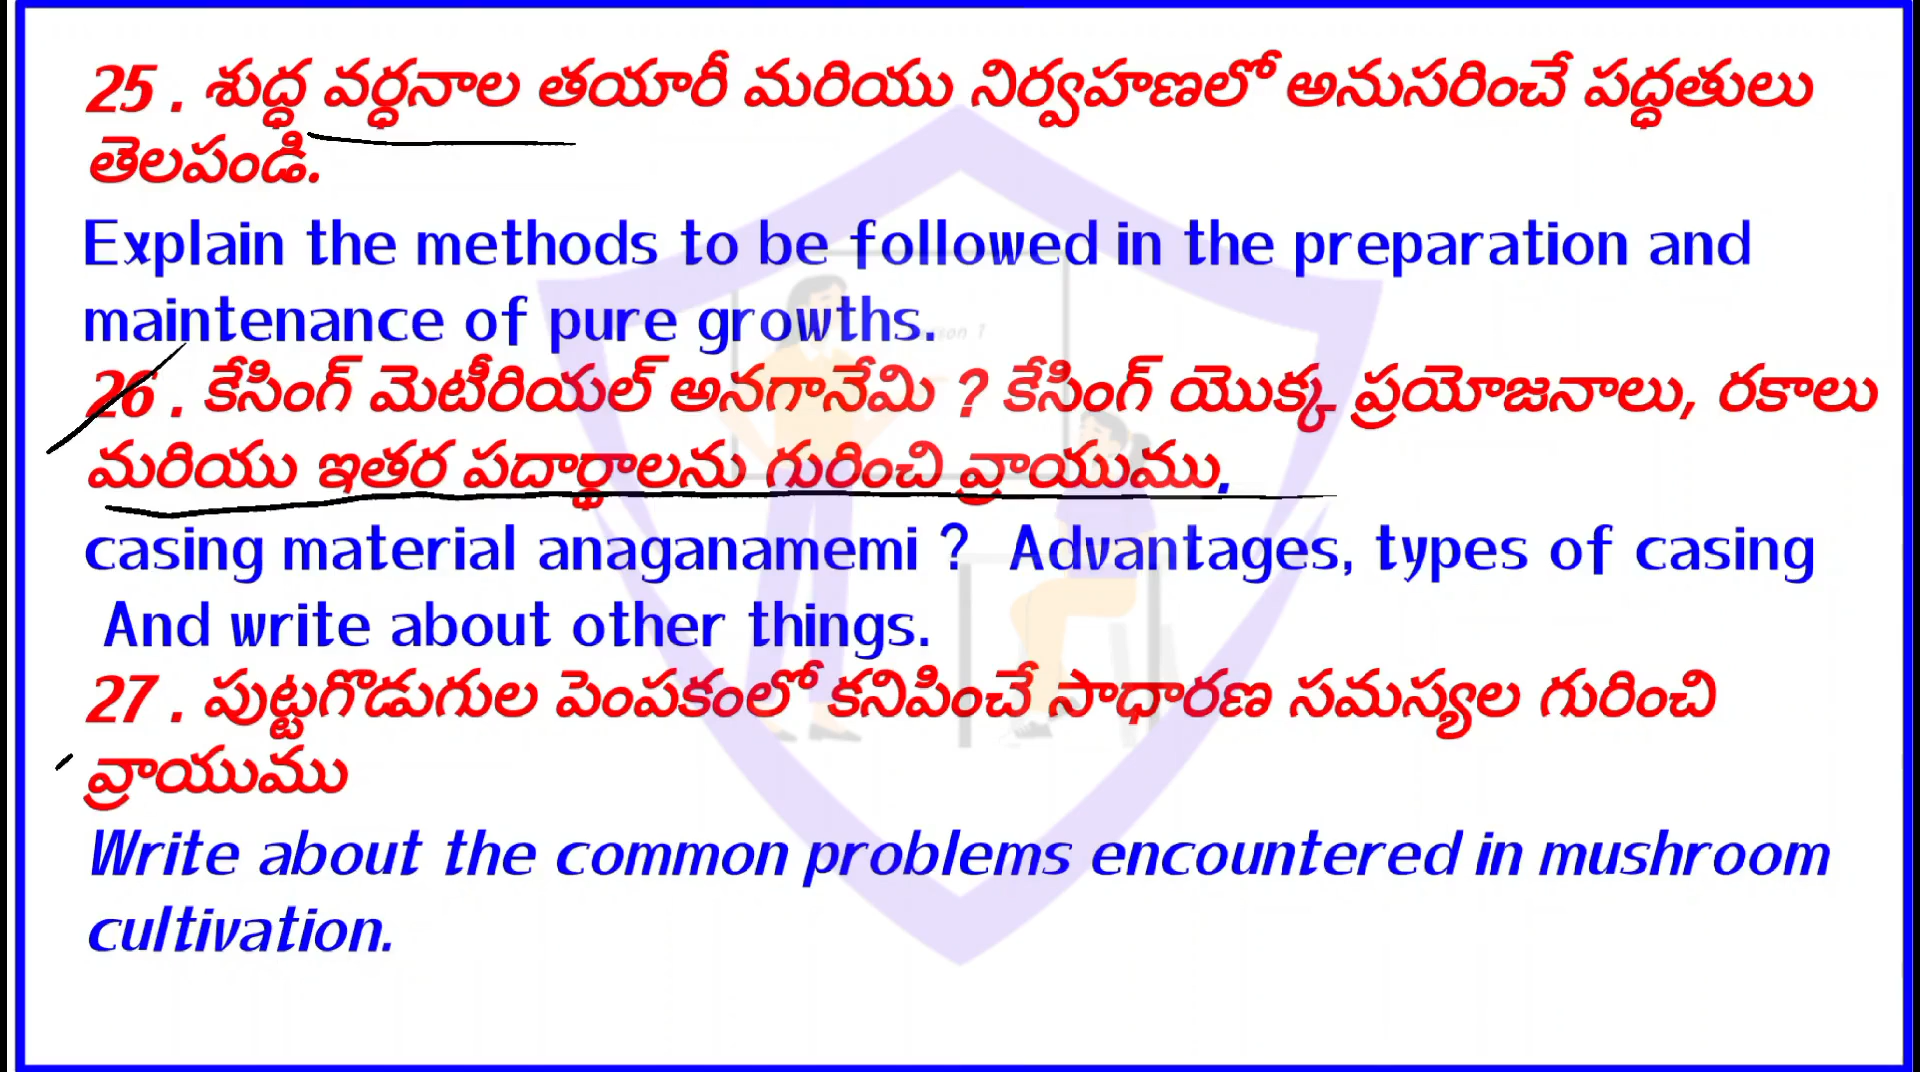 25 . శుద్ధ వర్ధనాల తయారీ మరియు నిర్వహణలో అనుసరించే పద్ధతులు
తెలపండి.
Explain the methods to be followed in the preparation and
maintenance of pure growths.
26 . కేసింగ్ మెటీరియల్ అనగానేమి ? కేసింగ్ యొక్క ప్రయోజనాలు, రకాలు
మరియు ఇతర పదార్థాలను గురించి వ్రాయుము.
casing material anaganamemi ? Advantages, types of casing
And write about other things.
27 . పుట్టగొడుగుల పెంపకంలో కనిపించే సాధారణ సమస్యల గురించి
వ్రాయుము
Write about the common problems encountered in mushroom
cultivation.